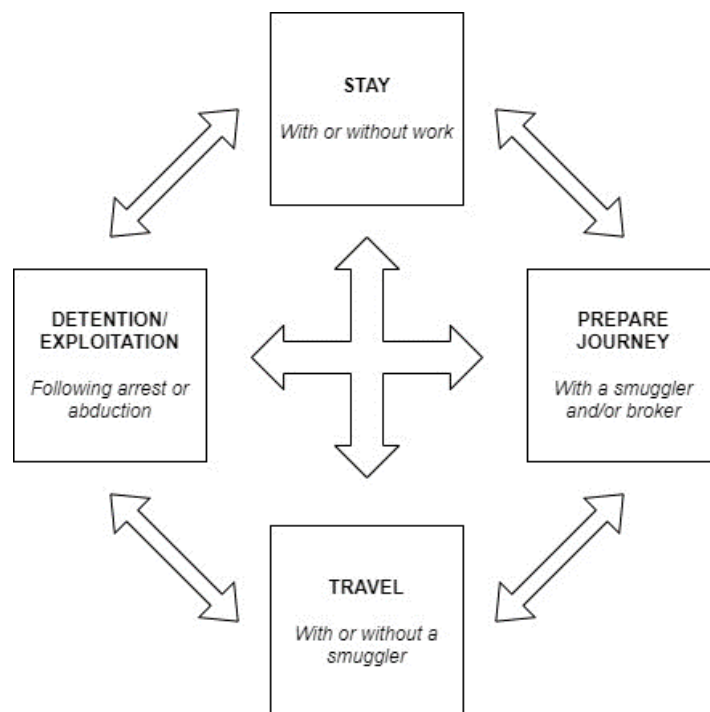 STAY
With or without work
DETENTION/
EXPLOITATION
Following arrest or
abduction
PREPARE
JOURNEY
With a smuggler
and/or broker
TRAVEL
With or without a
smuggler